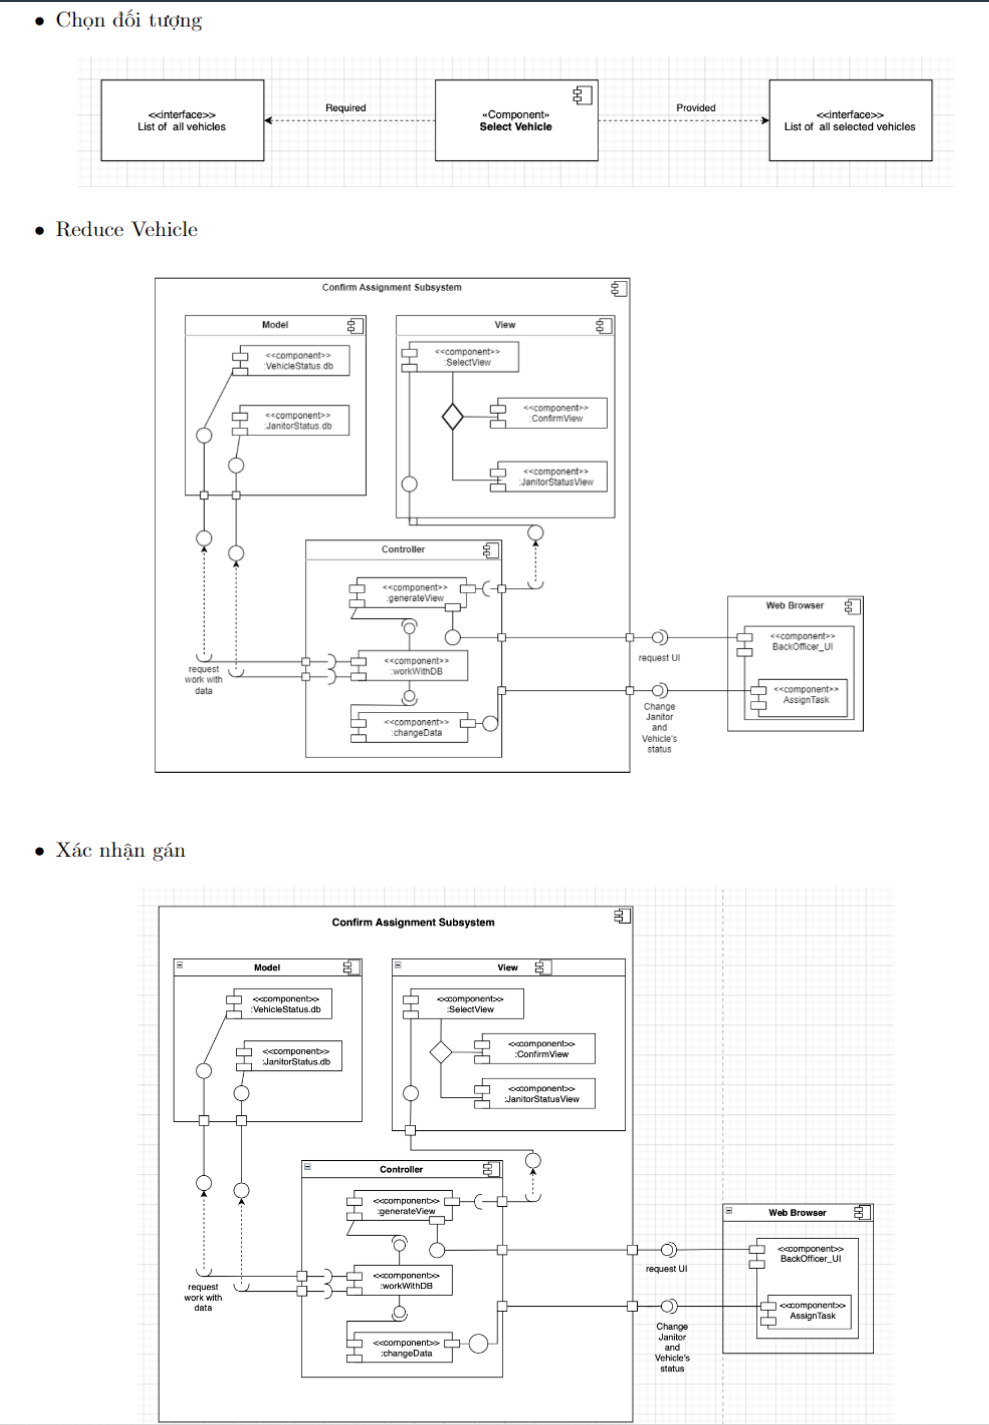 • Chọn đối tượng
<<interface>>
List of all vehicles
Required
«Component»
Select Vehicle
Provided
<<interface>>
List of all selected vehicles
• Reduce Vehicle
Confirm Assignment Subsystem
Model
<<component>>
:VehicleStatus.db
<<component>>
:JanitorStatus.db
View
<<component>>
:SelectView
<<component>>
:ConfirmView
<<component>>
:JanitorStatusView
Controller
<<component>>
:generateView
<<component>>
:workWithDB
<<component>>
:changeData
request
work with
data
request UI
Change
Janitor
and
Vehicle's
status
Web Browser
<<component>>
BackOfficer_UI
<<component>>
AssignTask
• Xác nhận gán
Confirm Assignment Subsystem
Model
<<component>>
:VehicleStatus.db
<<component>>
:JanitorStatus.db
View
<<component>>
:SelectView
<<component>>
:ConfirmView
<<component>>
:JanitorStatusView
Controller
<<component>>
:generateView
<<component>>
:workWithDB
<<component>>
:changeData
request
work with
data
request UI
Change
Janitor
and
Vehicle's
status
Web Browser
<<component>>
BackOfficer_UI
<<component>>
AssignTask